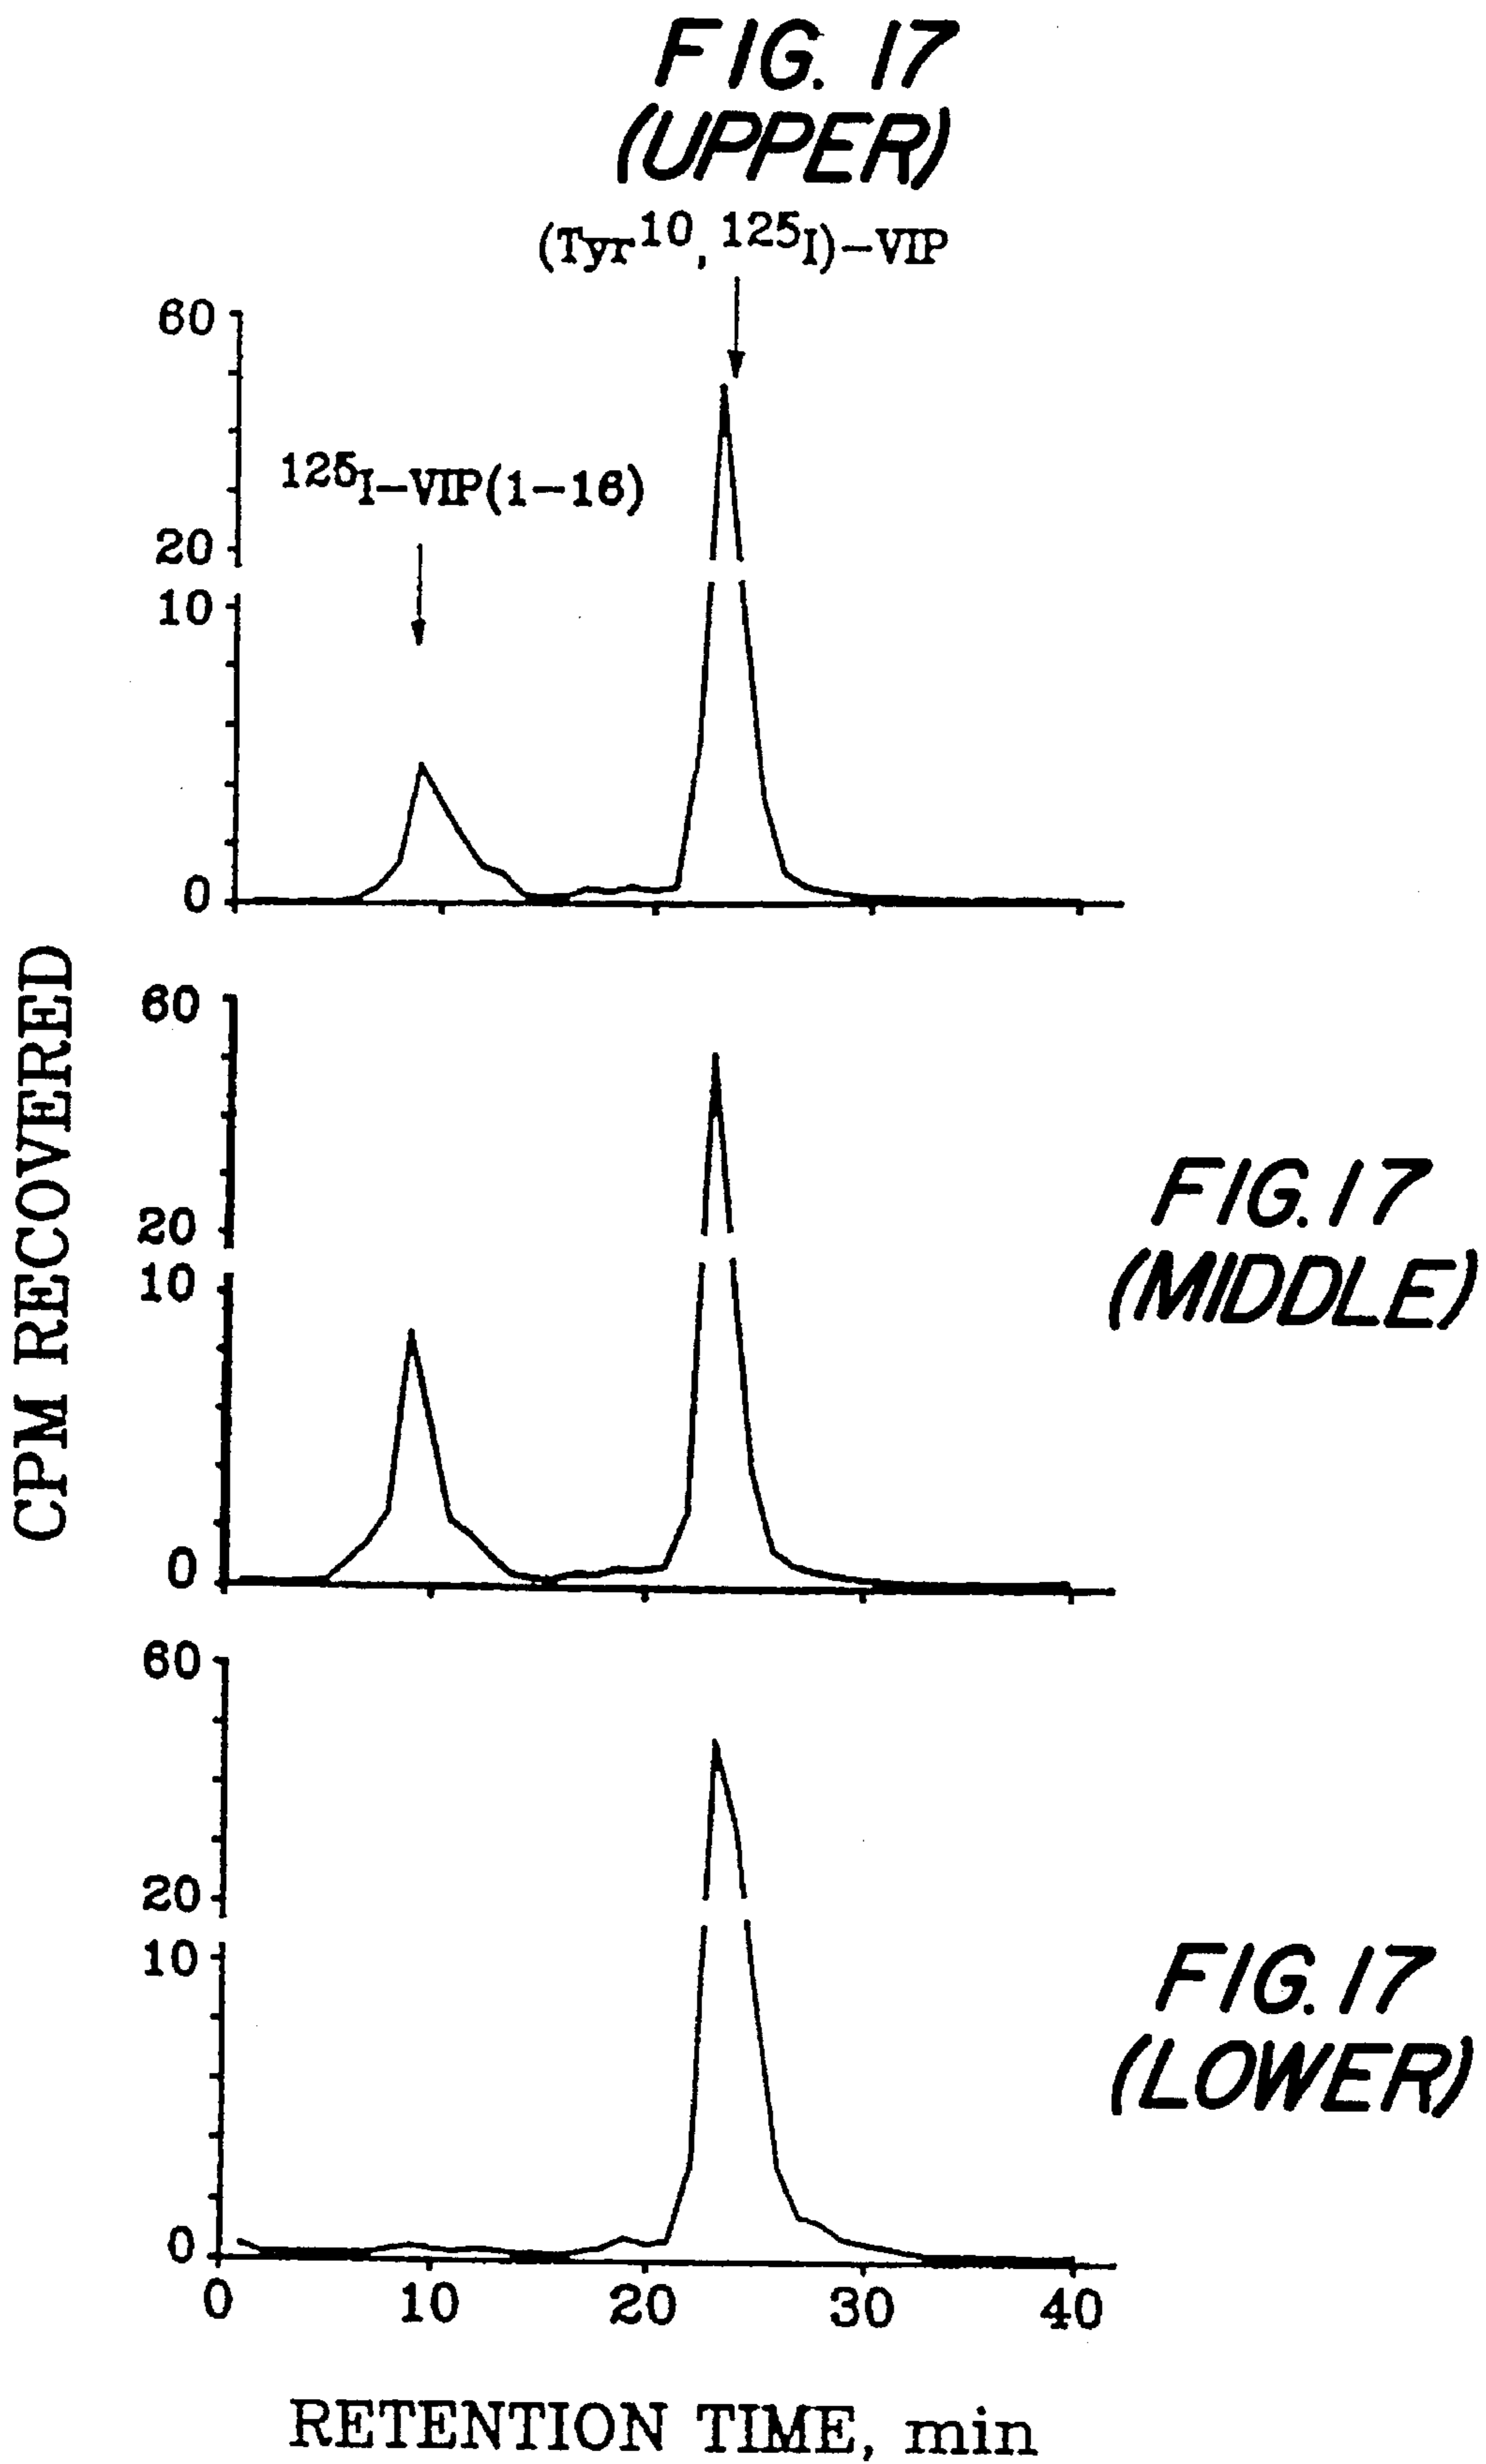 FIG. 17
(UPPER)
(Tyr10, 125I)-VIP
60
125I-VIP(1-16)
20
10
0
CPM RECOVERED
60
20
10
0
FIG. 17
(MIDDLE)
60
20
10
0
FIG. 17
(LOWER)
0 10 20 30 40
RETENTION TIME, min